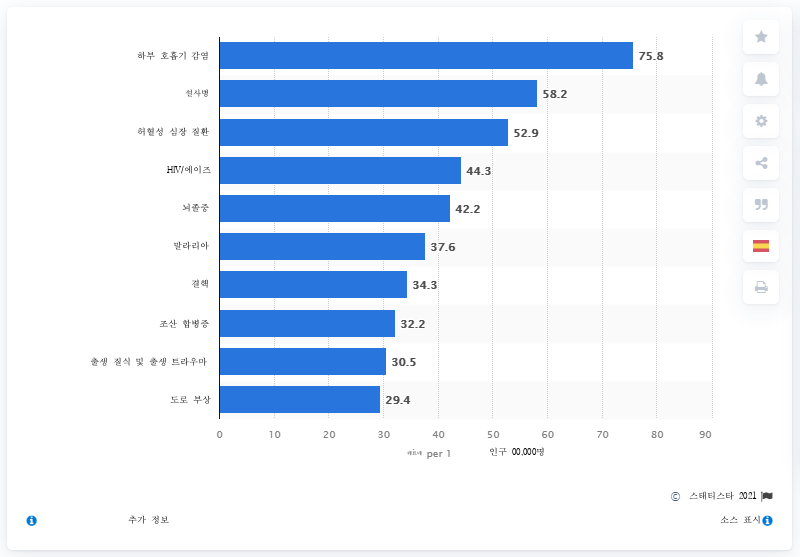 하부 호흡기 감염 75.8
설사병 58.2
허혈성 심장 질환 52.9
HIV/에이즈 44.3
뇌졸중 42.2
말라리아 37.6
결핵 34.3
조산 합병증 32.2
출생 질식 및 출생 트라우마 30.5
도로 부상 29.4
0 10 20 30 40 50 60 70 80 90
per 1 인구 00,000명
© 스태티스타 2021
추가 정보 소스 표시